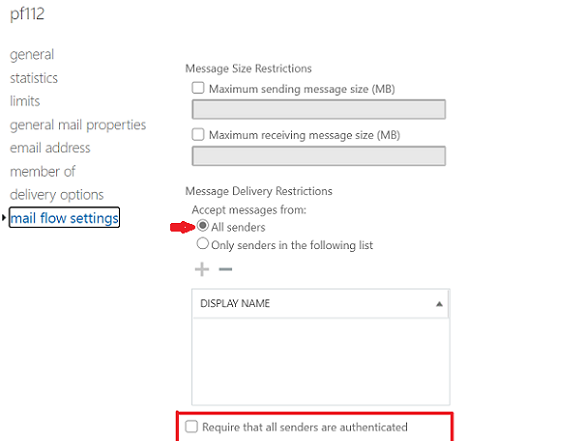 pf112
general
statistics
limits
general mail properties
email address
member of
delivery options
mail flow settings
Message Size Restrictions
Maximum sending message size (MB)
Maximum receiving message size (MB)
Message Delivery Restrictions
Accept messages from:
All senders
Only senders in the following list
DISPLAY NAME
Require that all senders are authenticated